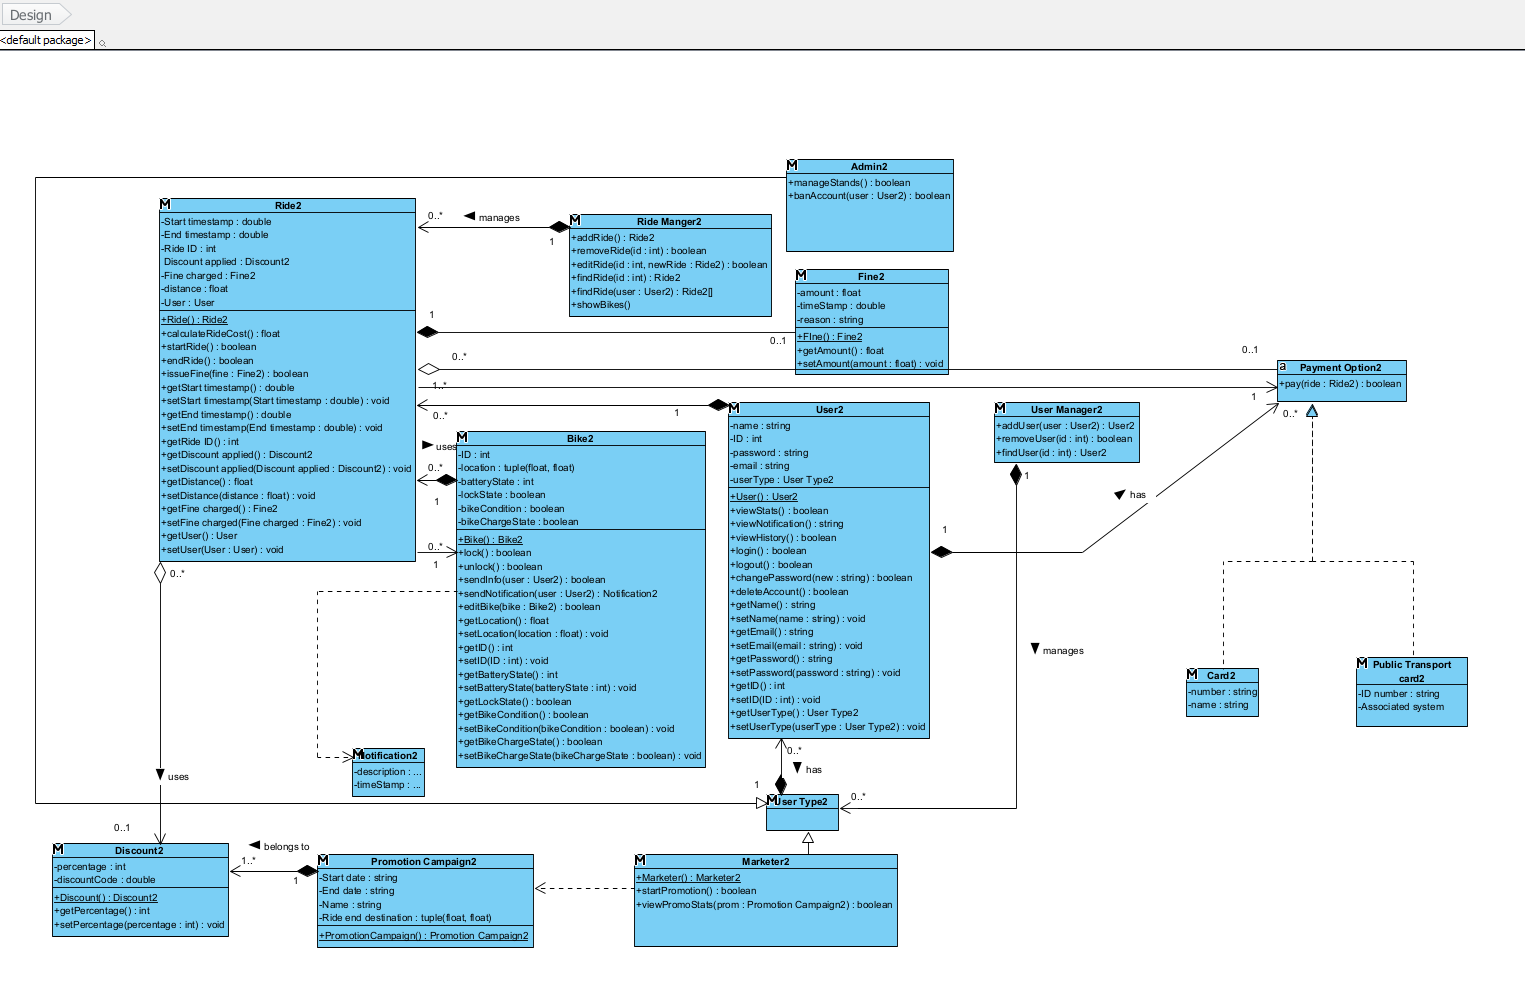 Design
<default package>
Admin2
+manageStands() : boolean
+banAccount(user : User2) : boolean
Ride2
-Start timestamp : double
-End timestamp : double
-Ride ID : int
Discount applied : Discount2
-Fine charged : Fine2
-distance : float
-User : User
+Ride() : Ride2
+calculateRideCost() : float
+startRide() : boolean
+endRide() : boolean
+issueFine(fine : Fine2) : boolean
+getStart timestamp() : double
+setStart timestamp(Start timestamp : double) : void
+getEnd timestamp() : double
+setEnd timestamp(End timestamp : double) : void
+getRide ID() : int
+getDiscount applied() : Discount2
+setDiscount applied(Discount applied : Discount2) : void
+getDistance() : float
+setDistance(distance : float) : void
+getFine charged() : Fine2
+setFine charged(Fine charged : Fine2) : void
+getUser() : User
+setUser(User : User) : void
0..*
manages
1
Ride Manger2
+addRide() : Ride2
+removeRide(id : int) : boolean
+editRide(id : int, newRide : Ride2) : boolean
+findRide(id : int) : Ride2
+findRide(user : User2) : Ride2[]
+showBikes()
Fine2
-amount : float
-timeStamp : double
-reason : string
+FIne() : Fine2
+getAmount() : float
+setAmount(amount : float) : void
1
0..1
0..*
0..1
1..*
1
0..*
1
Payment Option2
+pay(ride : Ride2) : boolean
0..*
User2
-name : string
-ID : int
-password : string
-email : string
-userType : User Type2
+User() : User2
+viewStats() : boolean
+viewNotification() : string
+viewHistory() : boolean
+login() : boolean
+logout() : boolean
+changePassword(new : string) : boolean
+deleteAccount() : boolean
+getName() : string
+setName(name : string) : void
+getEmail() : string
+setEmail(email : string) : void
+getPassword() : string
+setPassword(password : string) : void
+getID() : int
+setID(ID : int) : void
+getUserType() : User Type2
+setUserType(userType : User Type2) : void
User Manager2
+addUser(user : User2) : User2
+removeUser(id : int) : boolean
+findUser(id : int) : User2
1
uses
0..*
1
0..*
1
Bike2
-ID : int
-location : tuple(float, float)
-batteryState : int
-lockState : boolean
-bikeCondition : boolean
-bikeChargeState : boolean
+Bike() : Bike2
+lock() : boolean
+unlock() : boolean
+sendInfo(user : User2) : boolean
+sendNotification(user : User2) : Notification2
+editBike(bike : Bike2) : boolean
+getLocation() : float
+setLocation(location : float) : void
+getID() : int
+setID(ID : int) : void
+getBatteryState() : int
+setBatteryState(batteryState : int) : void
+getLockState() : boolean
+getBikeCondition() : boolean
+setBikeCondition(bikeCondition : boolean) : void
+getBikeChargeState() : boolean
+setBikeChargeState(bikeChargeState : boolean) : void
has
1
manages
0..*
Card2
-number : string
-name : string
Public Transport
card2
-ID number : string
-Associated system
Notification2
-description : ...
-timeStamp : ...
0..*
has
1
0..*
User Type2
uses
0..1
Discount2
-percentage : int
-discountCode : double
+Discount() : Discount2
+getPercentage() : int
+setPercentage(percentage : int) : void
belongs to
1..*
1
Promotion Campaign2
-Start date : string
-End date : string
-Name : string
-Ride end destination : tuple(float, float)
+PromotionCampaign() : Promotion Campaign2
Marketer2
+Marketer() : Marketer2
+startPromotion() : boolean
+viewPromoStats(prom : Promotion Campaign2) : boolean